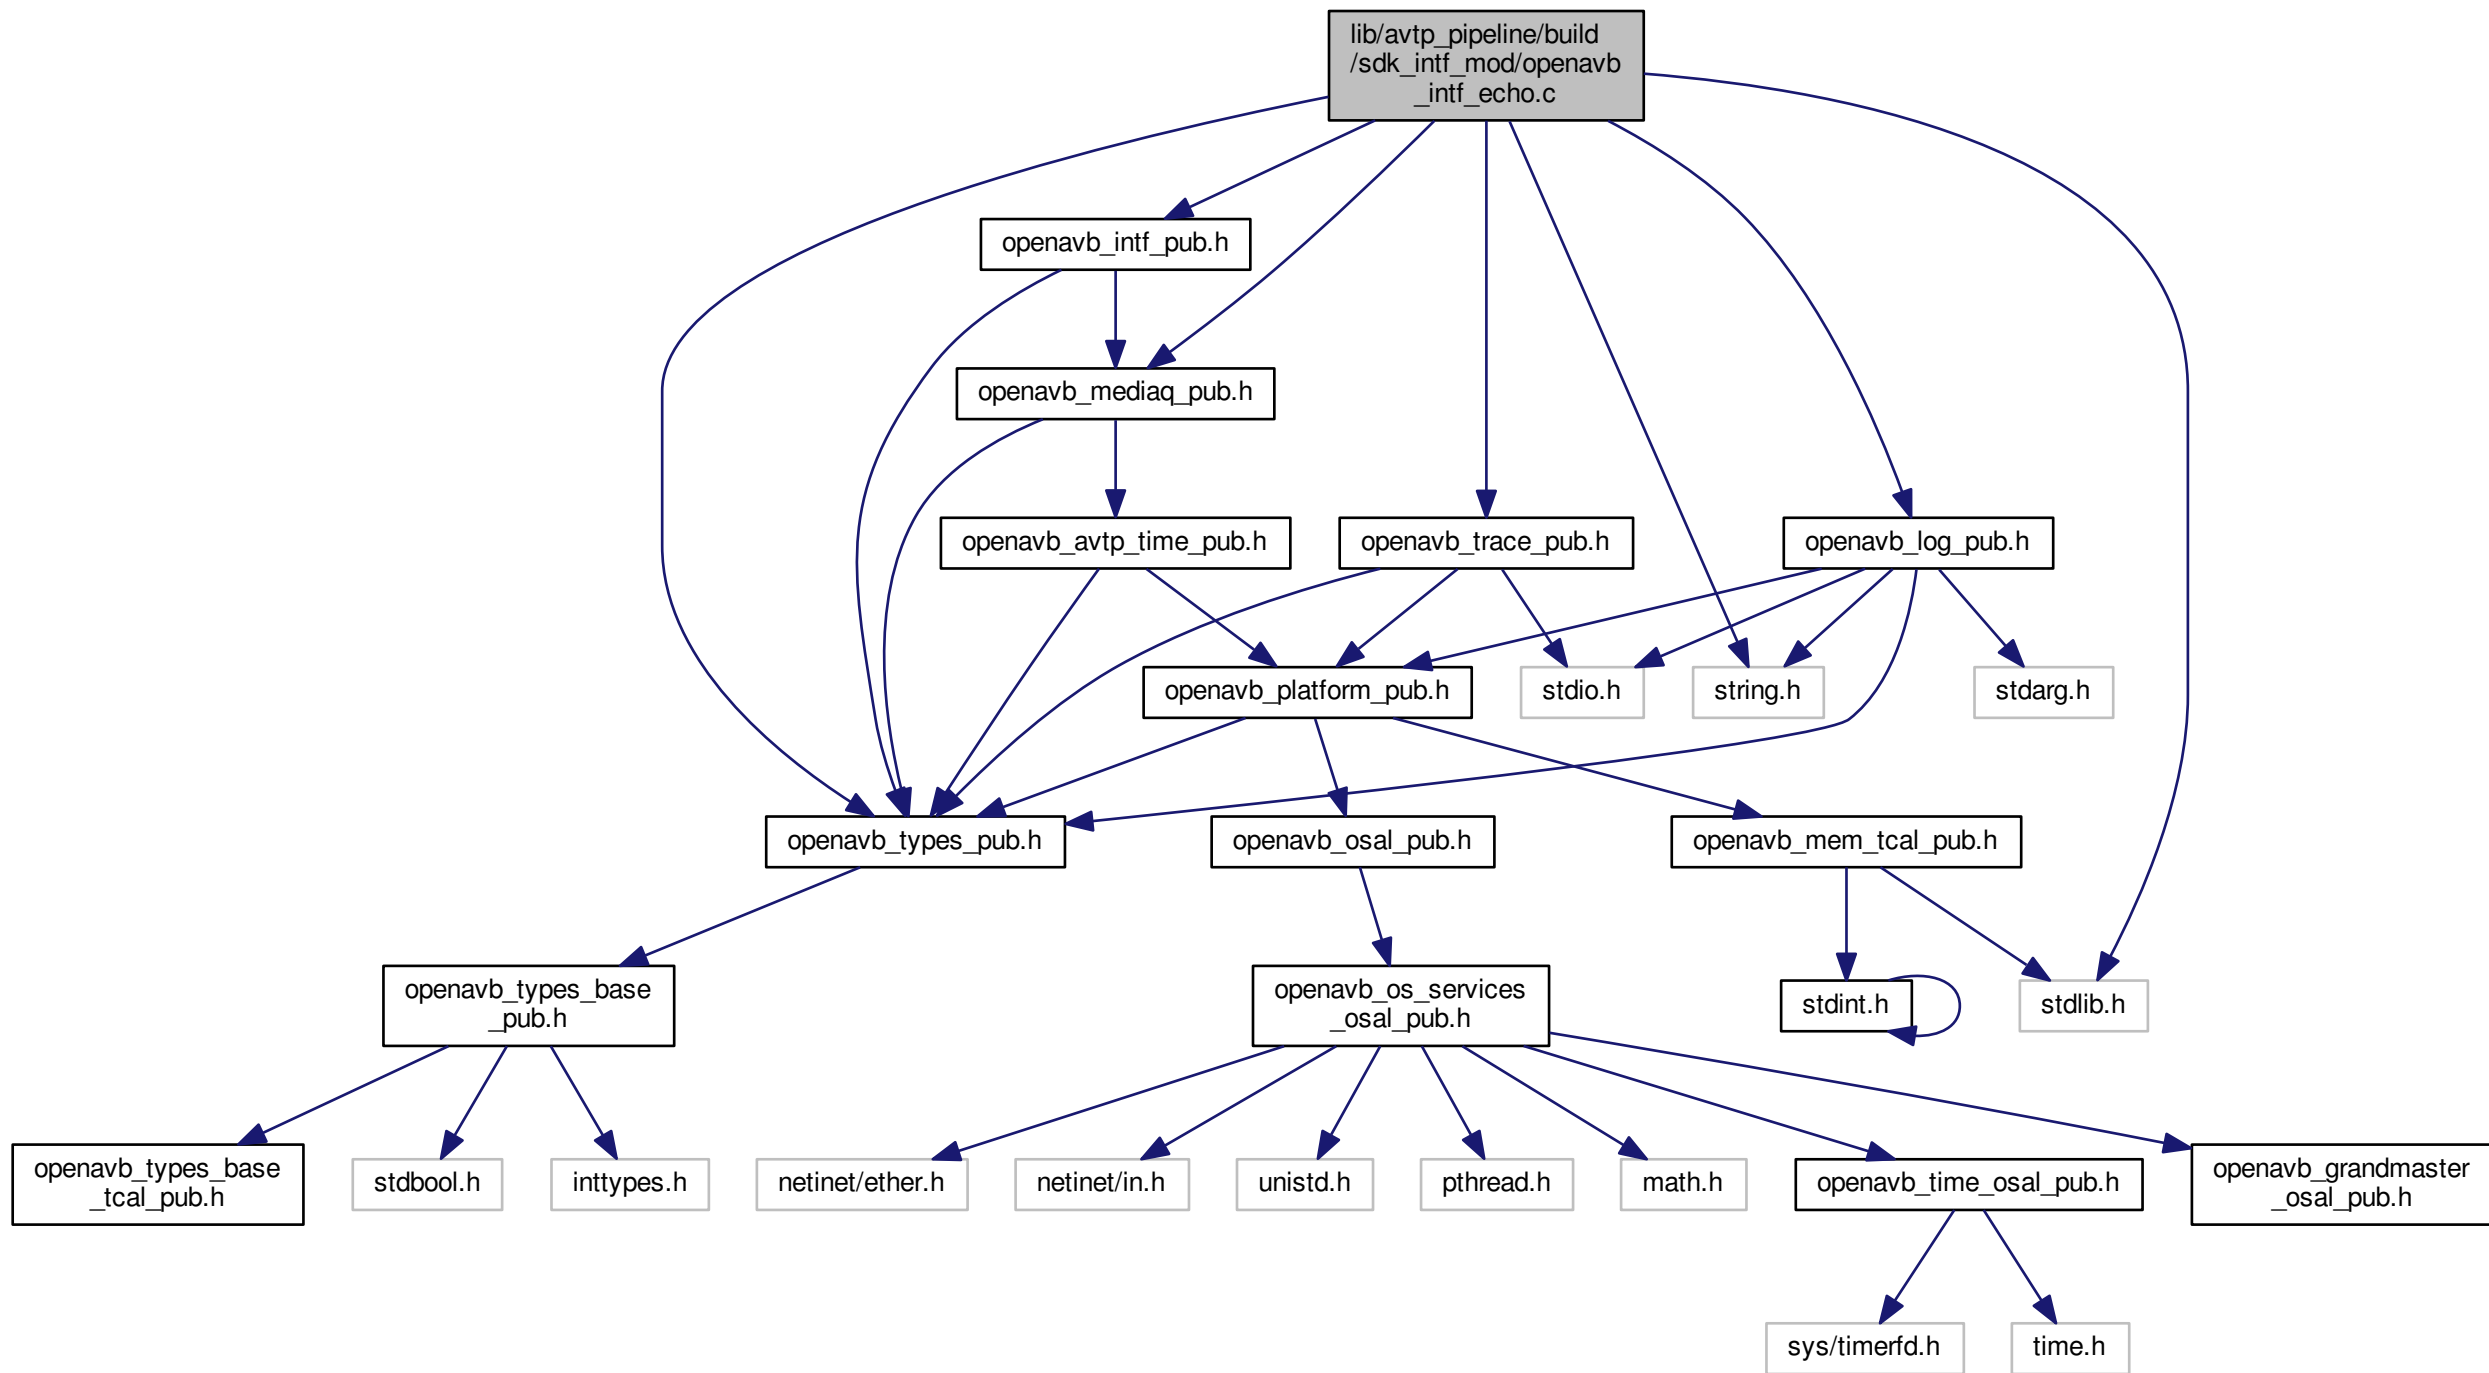 lib/avtp_pipeline/build
/sdk_intf_mod/openavb
_intf_echo.c
openavb_intf_pub.h
openavb_mediaq_pub.h
openavb_avtp_time_pub.h
openavb_trace_pub.h
openavb_log_pub.h
openavb_platform_pub.h
stdio.h
string.h
stdarg.h
openavb_types_pub.h
openavb_osal_pub.h
openavb_mem_tcal_pub.h
openavb_types_base
_pub.h
openavb_os_services
_osal_pub.h
stdint.h
stdlib.h
openavb_types_base
_tcal_pub.h
stdbool.h
inttypes.h
netinet/ether.h
netinet/in.h
unistd.h
pthread.h
math.h
openavb_time_osal_pub.h
openavb_grandmaster
_osal_pub.h
sys/timerfd.h
time.h